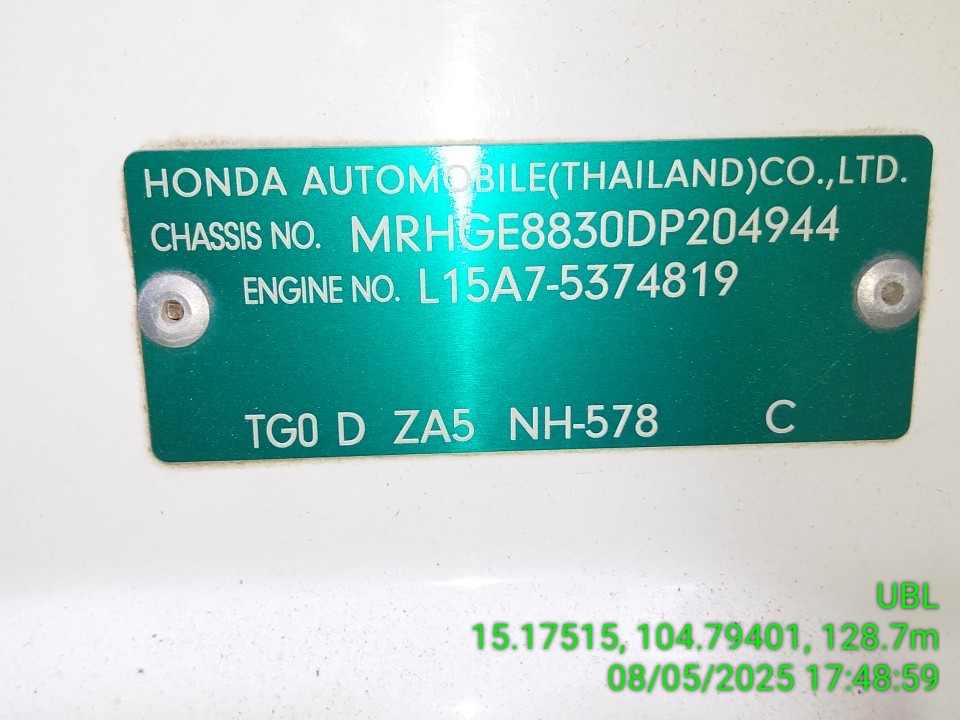 HONDA AUTOMOBILE(THAILAND)CO.,LTD.
CHASSIS NO. MRHGE8830DP204944
ENGINE NO. L15A7-5374819
TG0 D ZA5 NH-578 C
UBL
15.17515, 104.79401, 128.7m
08/05/2025 17:48:59